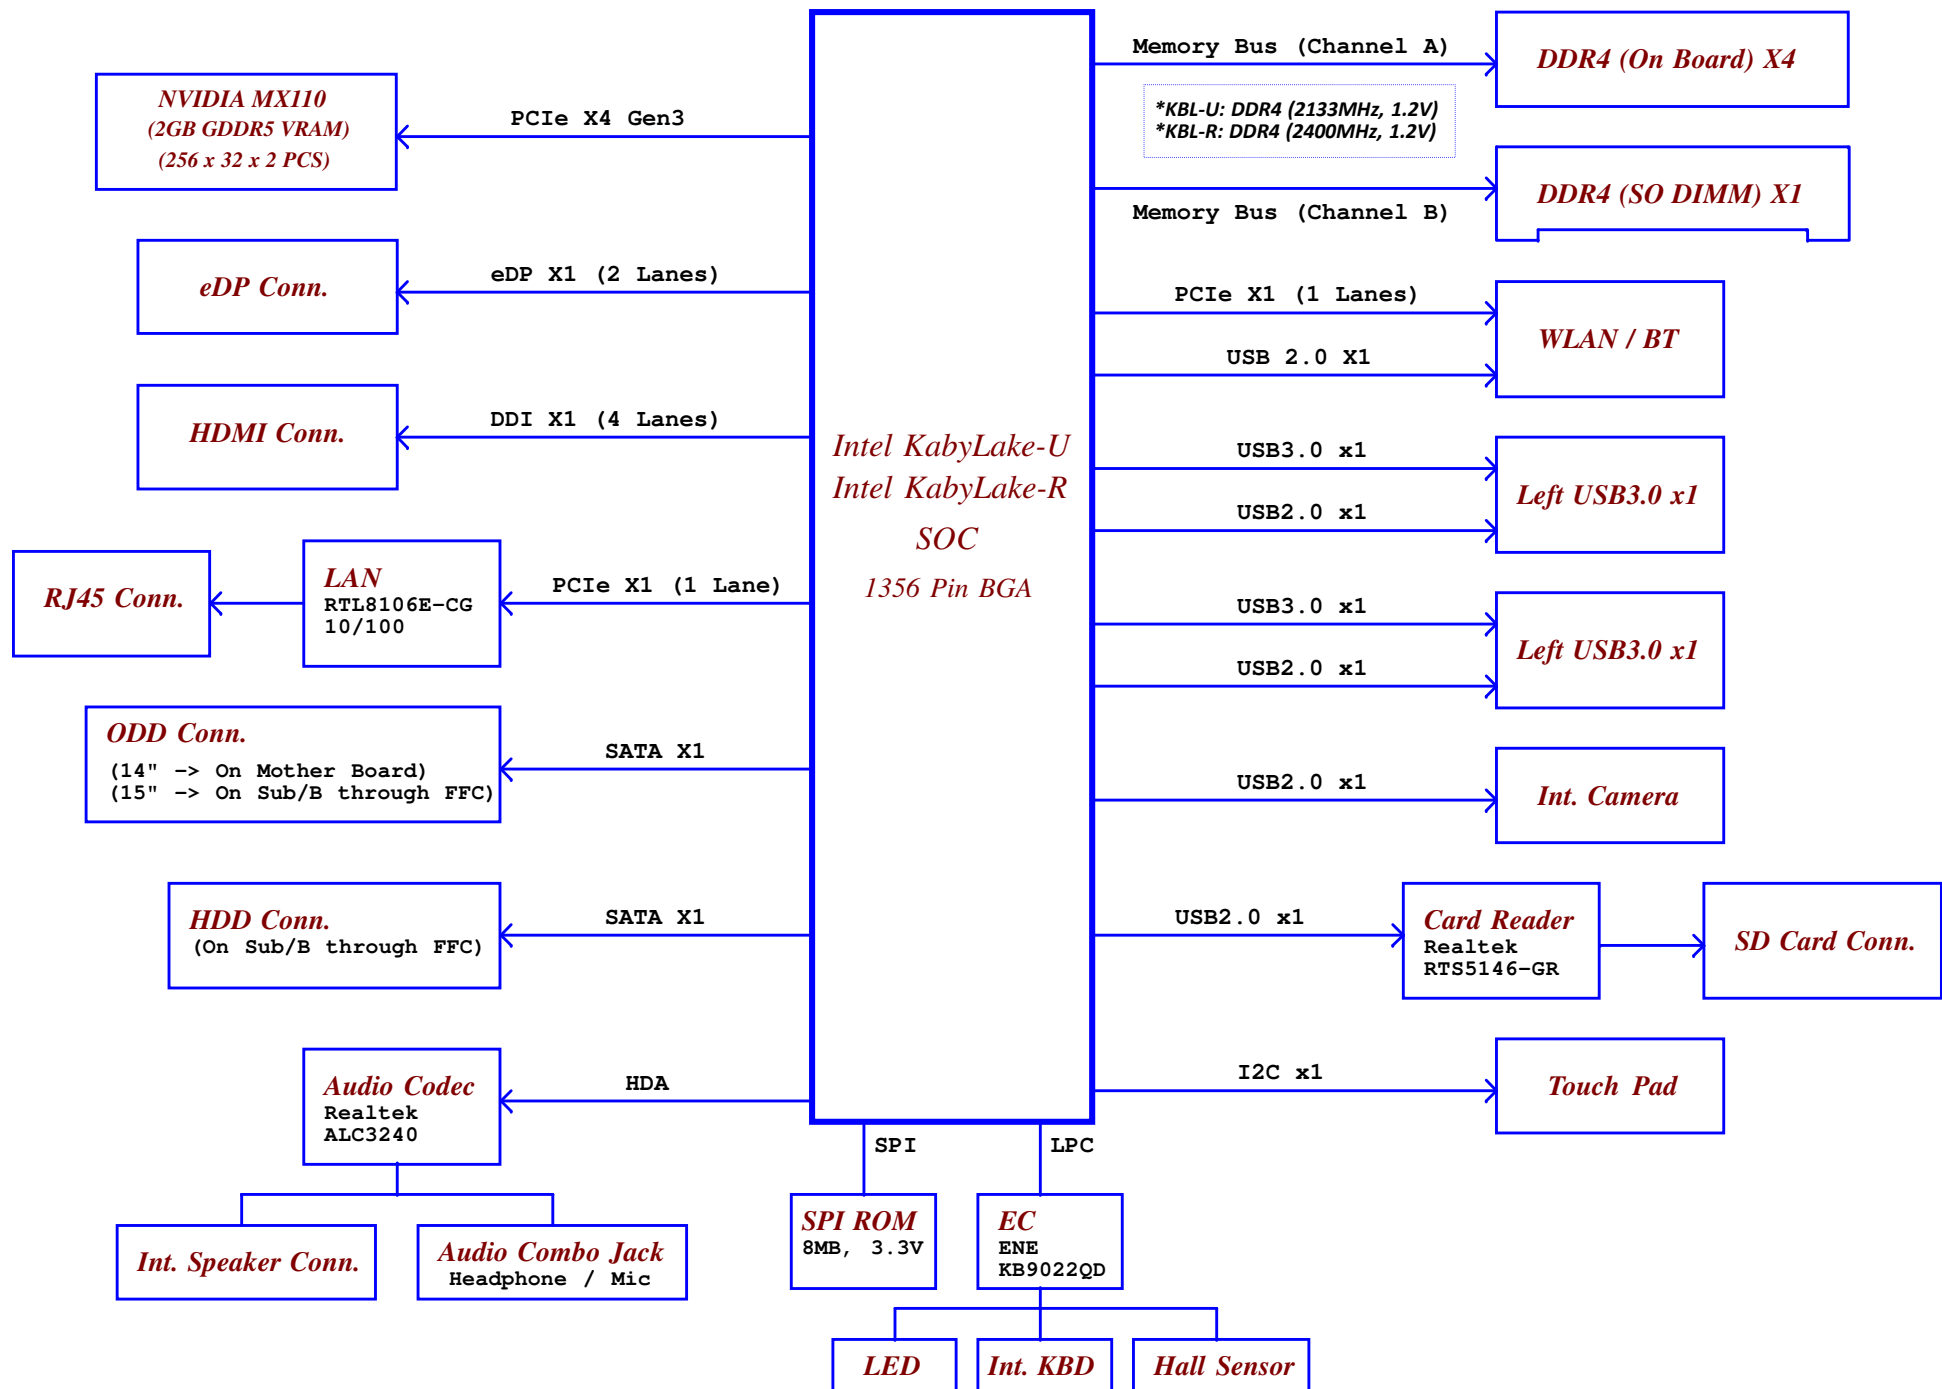 NVIDIA MX110
(2GB GDDR5 VRAM)
(256 x 32 x 2 PCS)
PCIe X4 Gen3
eDP Conn.
eDP X1 (2 Lanes)
HDMI Conn.
DDI X1 (4 Lanes)
RJ45 Conn.
LAN
RTL8106E-CG
10/100
PCIe X1 (1 Lane)
ODD Conn.
(14" -> On Mother Board)
(15" -> On Sub/B through FFC)
SATA X1
HDD Conn.
(On Sub/B through FFC)
SATA X1
Audio Codec
Realtek
ALC3240
HDA
Int. Speaker Conn.
Audio Combo Jack
Headphone / Mic
Intel KabyLake-U
Intel KabyLake-R
SOC
1356 Pin BGA
SPI
LPC
SPI ROM
8MB, 3.3V
EC
ENE
KB9022QD
LED
Int. KBD
Hall Sensor
Memory Bus (Channel A)
DDR4 (On Board) X4
*KBL-U: DDR4 (2133MHz, 1.2V)
*KBL-R: DDR4 (2400MHz, 1.2V)
Memory Bus (Channel B)
DDR4 (SO DIMM) X1
PCIe X1 (1 Lanes)
USB 2.0 X1
WLAN / BT
USB3.0 x1
USB2.0 x1
Left USB3.0 x1
USB3.0 x1
USB2.0 x1
Left USB3.0 x1
USB2.0 x1
Int. Camera
USB2.0 x1
Card Reader
Realtek
RTS5146-GR
SD Card Conn.
I2C x1
Touch Pad